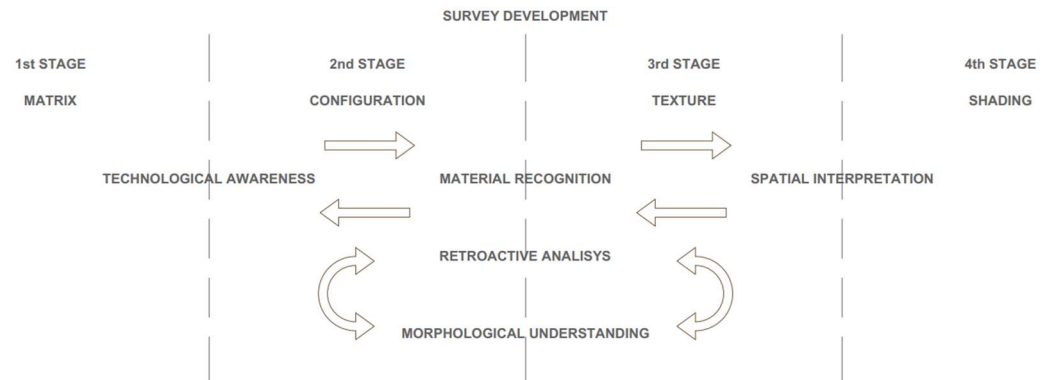 SURVEY DEVELOPMENT
1st STAGE
2nd STAGE
3rd STAGE
4th STAGE
MATRIX
CONFIGURATION
TEXTURE
SHADING
TECHNOLOGICAL AWARENESS
MATERIAL RECOGNITION
SPATIAL INTERPRETATION
RETROACTIVE ANALISYS
MORPHOLOGICAL UNDERSTANDING